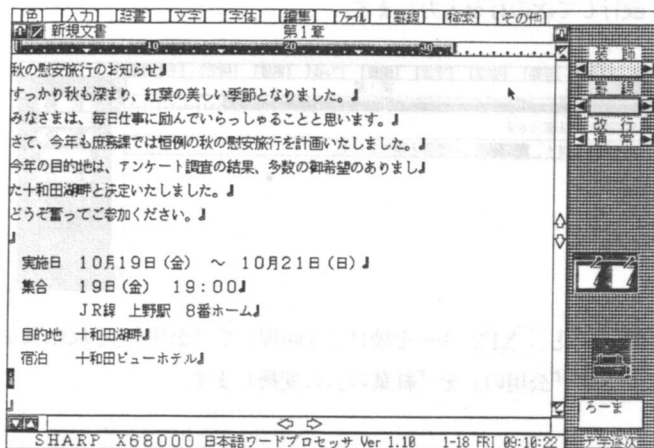 [色] [入力] [辞書] [文字] [字体] [編集] [ファイル] [罫線] [検索] [その他]
新規文書 第1章
10 20 30
秋の慰安旅行のお知らせ』
すっかり秋も深まり、紅葉の美しい季節となりました。』
みなさまは、毎日仕事に励んでいらっしゃることと思います。』
さて、今年も庶務課では恒例の秋の慰安旅行を計画いたしました。』
今年の目的地は、アンケート調査の結果、多数の御希望のありまし』
た十和田湖畔と決定いたしました。』
どうぞ奮ってご参加ください。』
』
実施日 10月19日(金) ~ 10月21日(日)』
集合 19日(金) 19:00』
JR線 上野駅 8番ホーム』
目的地 十和田湖畔』
宿泊 十和田ビューホテル』
』
装飾
罫線
改行
通常
ろーま
SHARP X68000 日本語ワードプロセッサ Ver 1.10 1-18 FRI 09:10:22